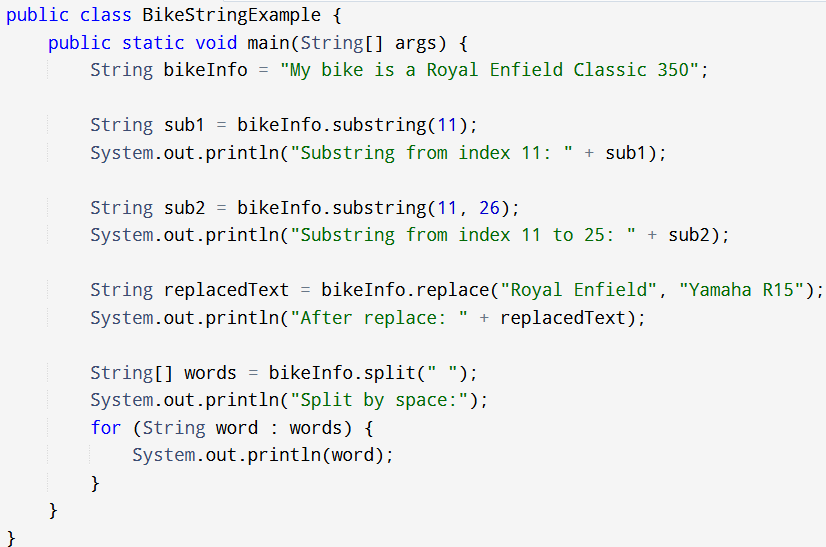 public class BikeStringExample {
    public static void main(String[] args) {
        String bikeInfo = "My bike is a Royal Enfield Classic 350";

        String sub1 = bikeInfo.substring(11);
        System.out.println("Substring from index 11: " + sub1);

        String sub2 = bikeInfo.substring(11, 26);
        System.out.println("Substring from index 11 to 25: " + sub2);

        String replacedText = bikeInfo.replace("Royal Enfield", "Yamaha R15");
        System.out.println("After replace: " + replacedText);

        String[] words = bikeInfo.split(" ");
        System.out.println("Split by space:");
        for (String word : words) {
            System.out.println(word);
        }
    }
}